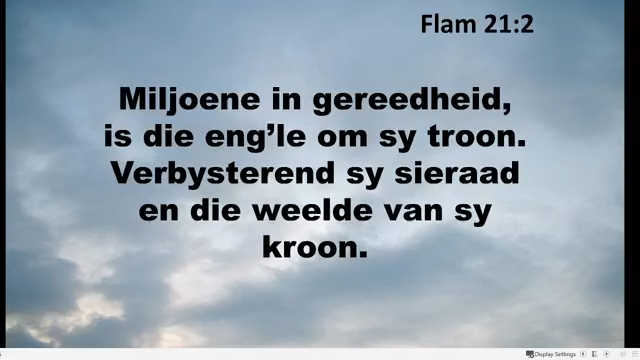 Flam 21:2
Miljoene in gereedheid,
is die eng’le om sy troon.
Verbysterend sy sieraad
en die weelde van sy
kroon.
Display Settings